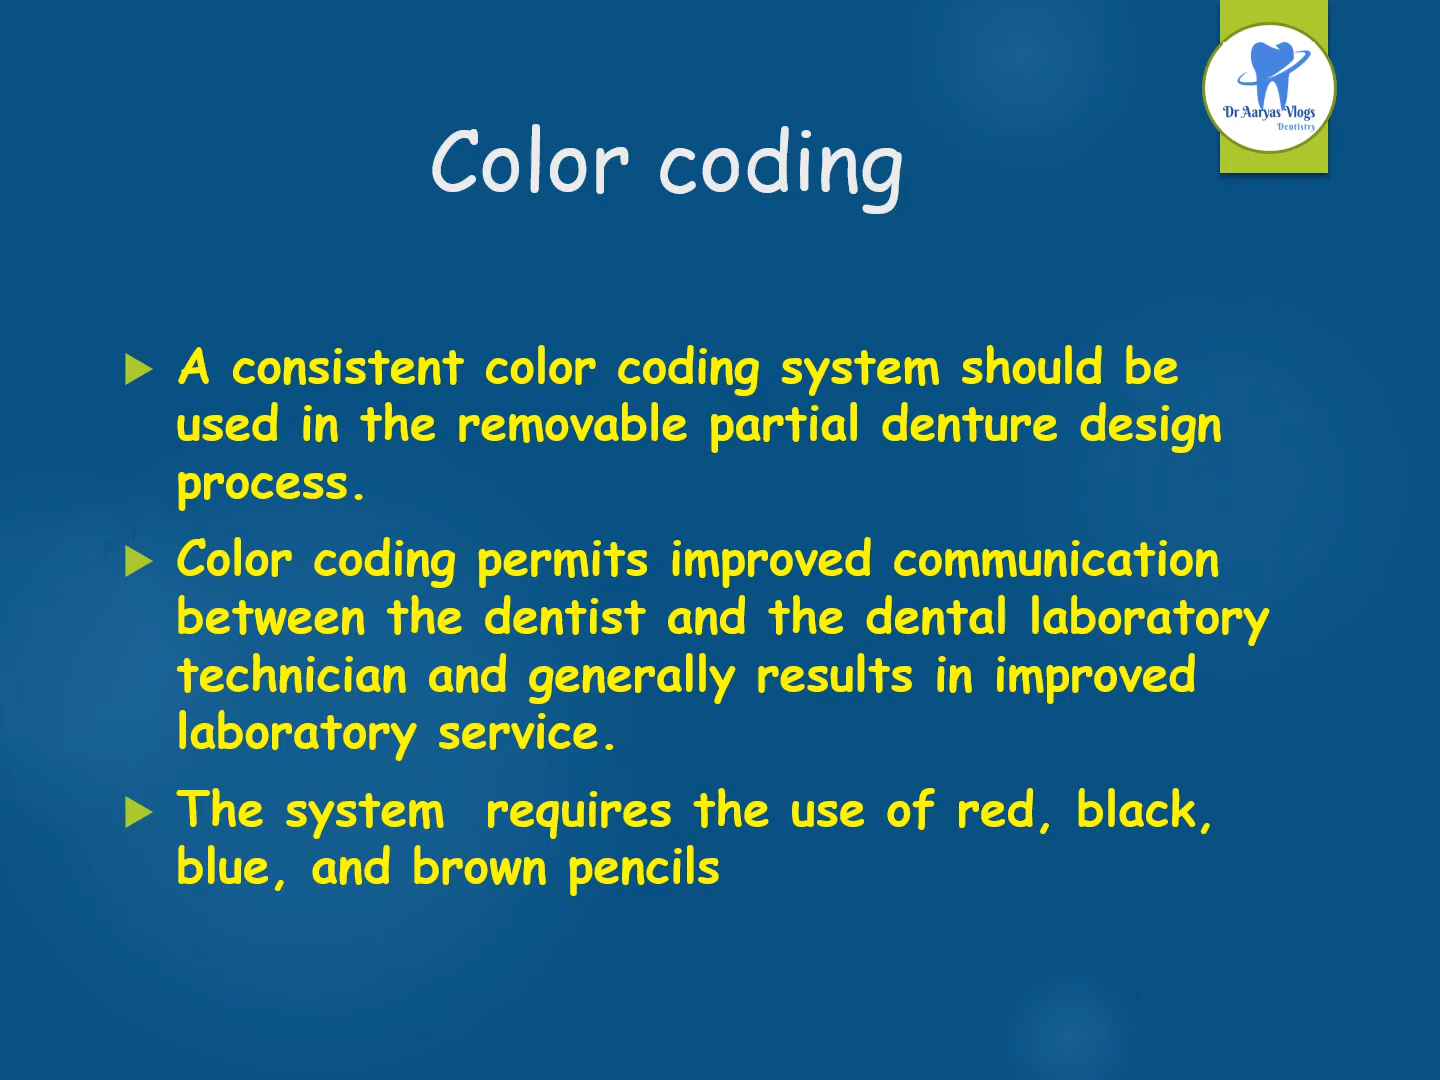 Dr Aaryas Vlogs
Dentistry
Color coding
A consistent color coding system should be
used in the removable partial denture design
process.
Color coding permits improved communication
between the dentist and the dental laboratory
technician and generally results in improved
laboratory service.
The system  requires the use of red, black,
blue, and brown pencils